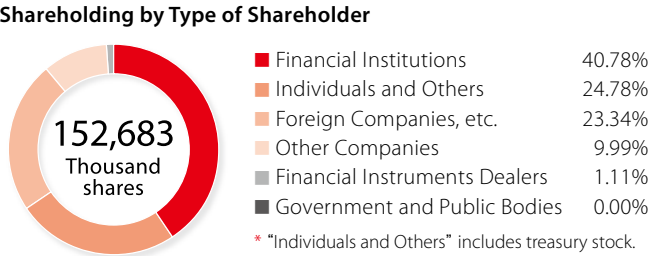 Shareholding by Type of Shareholder
152,683
Thousand
shares
Financial Institutions 40.78%
Individuals and Others 24.78%
Foreign Companies, etc. 23.34%
Other Companies 9.99%
Financial Instruments Dealers 1.11%
Government and Public Bodies 0.00%
* “Individuals and Others” includes treasury stock.